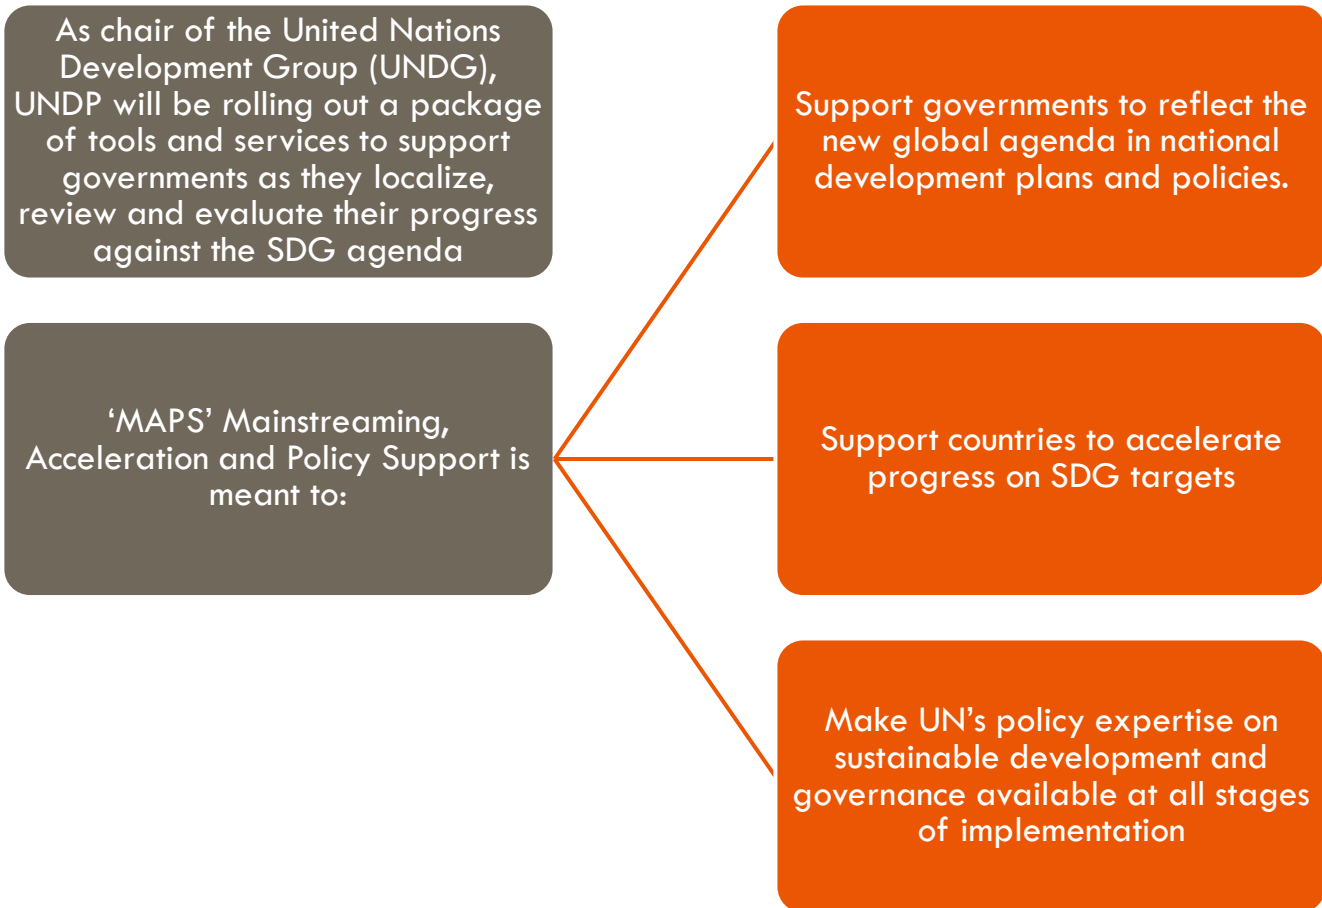 As chair of the United Nations
Development Group (UNDG),
UNDP will be rolling out a package
of tools and services to support
governments as they localize,
review and evaluate their progress
against the SDG agenda
‘MAPS’ Mainstreaming,
Acceleration and Policy Support is
meant to:
Support governments to reflect the
new global agenda in national
development plans and policies.
Support countries to accelerate
progress on SDG targets
Make UN’s policy expertise on
sustainable development and
governance available at all stages
of implementation